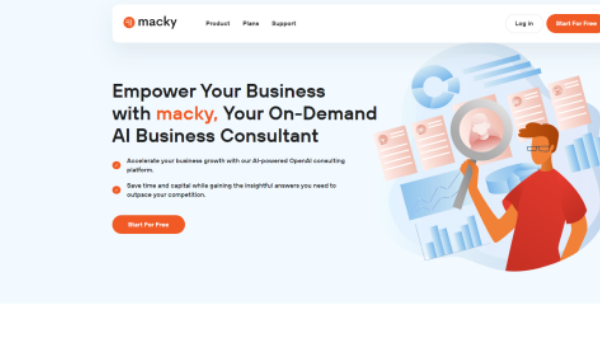 macky
Product Plans Support
Log in
Start For Free
Empower Your Business
with macky, Your On-Demand
AI Business Consultant
Accelerate your business growth with our AI-powered OpenAI consulting
platform.
Save time and capital while gaining the insightful answers you need to
outpace your competition.
Start For Free